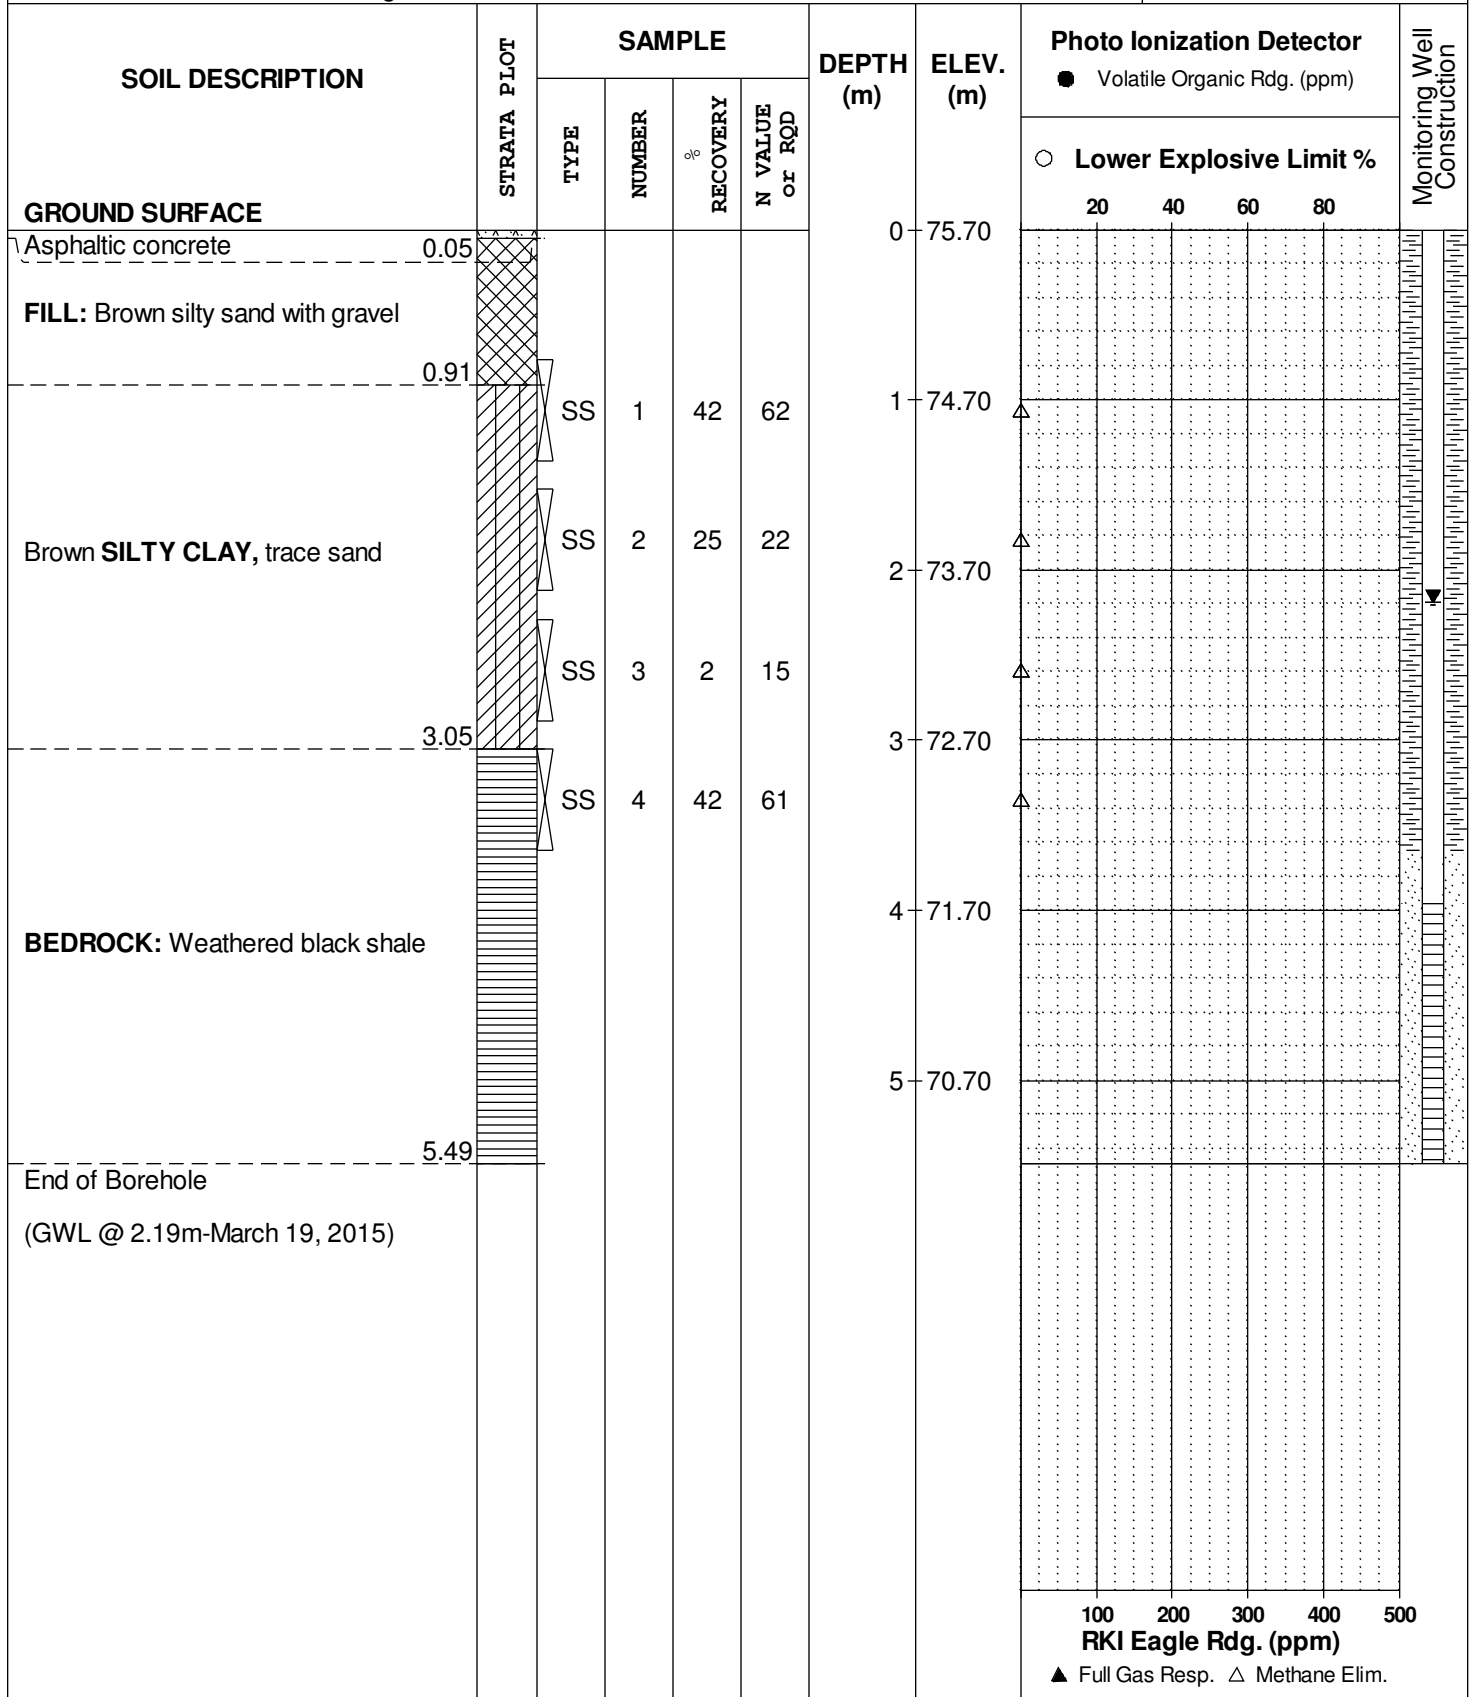 SOIL DESCRIPTION
GROUND SURFACE
STRATA PLOT
SAMPLE
TYPE
NUMBER
%
RECOVERY
N VALUE
or RQD
DEPTH
(m)
ELEV.
(m)
Photo Ionization Detector
● Volatile Organic Rdg. (ppm)
○ Lower Explosive Limit %
20 40 60 80
Monitoring Well
Construction
0 75.70
Asphaltic concrete 0.05
FILL: Brown silty sand with gravel
0.91
1 74.70
SS 1 42 62
Brown SILTY CLAY, trace sand
SS 2 25 22
2 73.70
SS 3 2 15
3.05
3 72.70
SS 4 42 61
4 71.70
BEDROCK: Weathered black shale
5 70.70
5.49
End of Borehole
(GWL @ 2.19m-March 19, 2015)
100 200 300 400 500
RKI Eagle Rdg. (ppm)
▲ Full Gas Resp. △ Methane Elim.